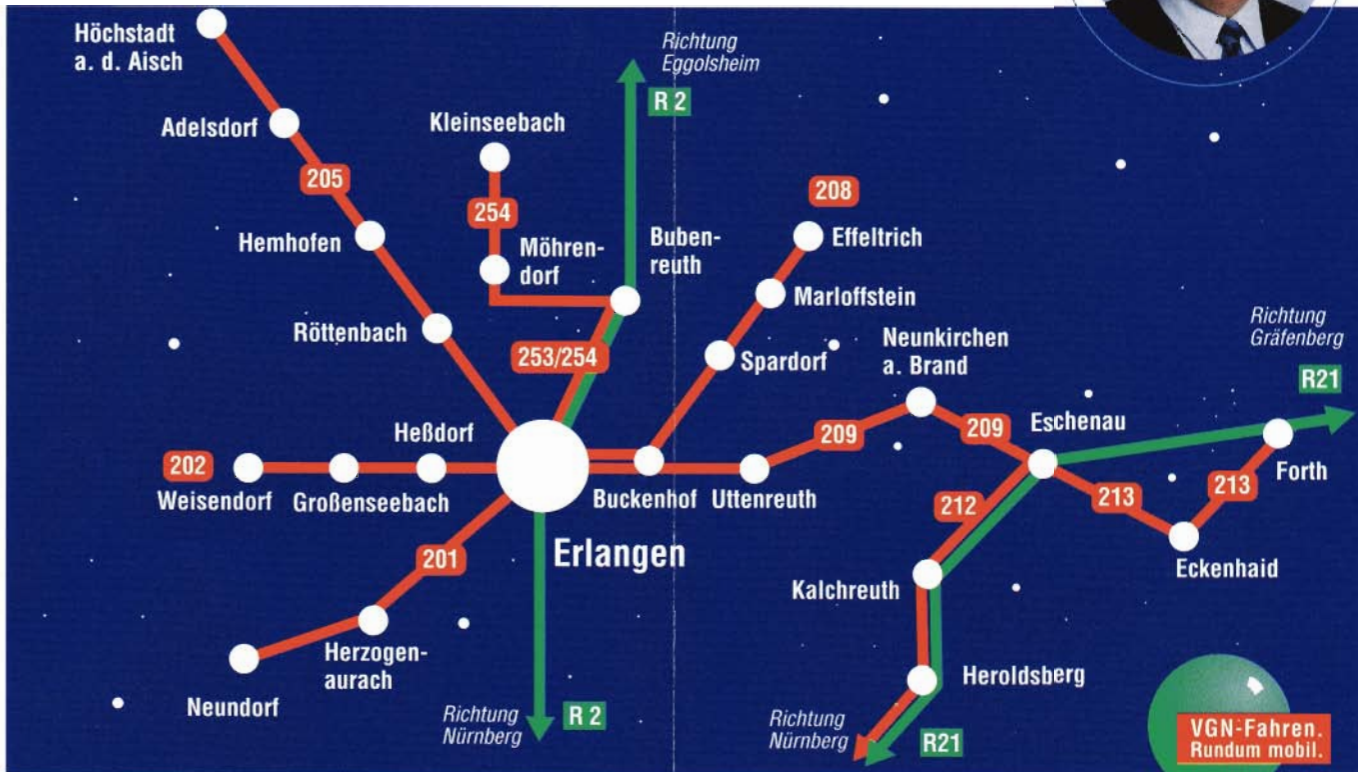 Höchstadt
a. d. Aisch
Richtung
Eggolsheim
R 2
Adelsdorf
Kleinseebach
205
254
208
Hemhofen
Möhren-
dorf
Buben-
reuth
Effeltrich
Marloffstein
Röttenbach
253/254
Spardorf
Neunkirchen
a. Brand
Richtung
Gräfenberg
R21
Heßdorf
209
209
Eschenau
202
Weisendorf
Großenseebach
Buckenhof
Uttenreuth
Forth
212
213
213
201
Erlangen
Kalchreuth
Eckenhaid
Herzogen-
aurach
Heroldsberg
Neundorf
Richtung
Nürnberg
R 2
Richtung
Nürnberg
R21
VGN-Fahren.
Rundum mobil.